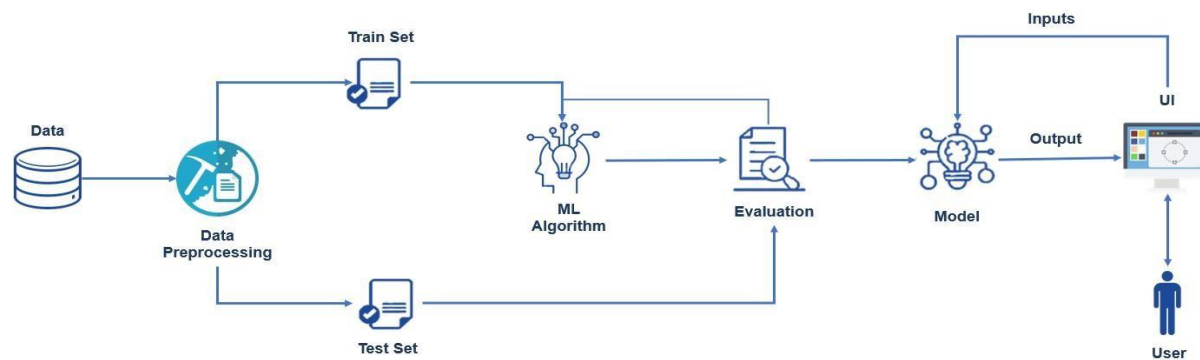 Data
Data
Preprocessing
Train Set
Test Set
ML
Algorithm
Evaluation
Model
Inputs
Output
UI
User